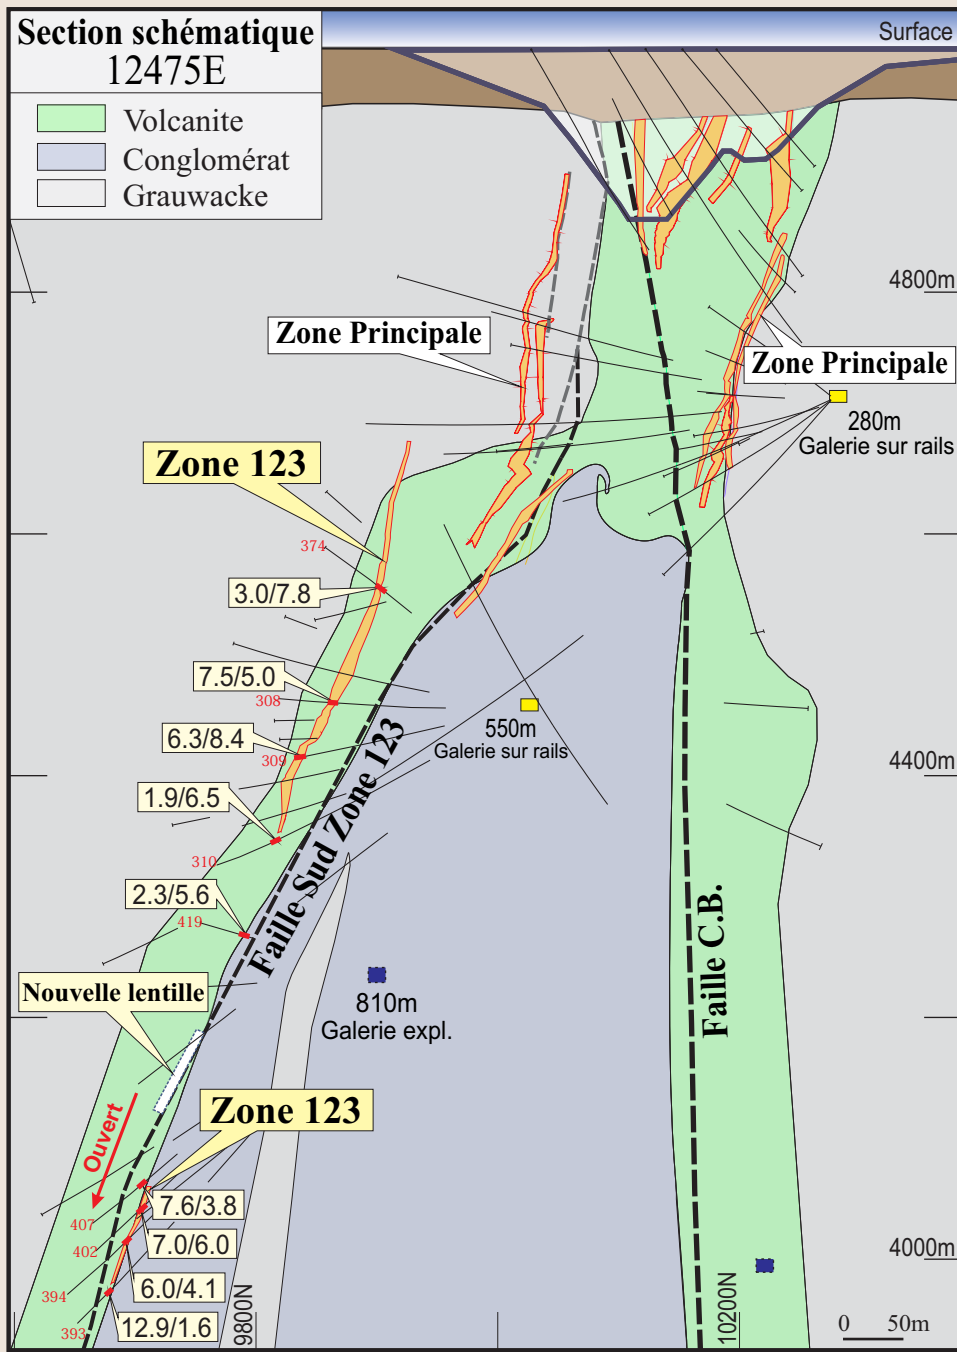 Section schématique
12475E
Volcanite
Conglomérat
Grauwacke
Surface
4800m
Zone Principale
Zone Principale
280m
Galerie sur rails
Zone 123
374
3.0/7.8
7.5/5.0
308
550m
Galerie sur rails
6.3/8.4
309
4400m
1.9/6.5
310
Faille Sud Zone 123
2.3/5.6
419
Faille C.B.
Nouvelle lentille
810m
Galerie expl.
Ouvert
Zone 123
7.6/3.8
407
7.0/6.0
402
4000m
6.0/4.1
394
12.9/1.6
393
9800N
10200N
0 50m